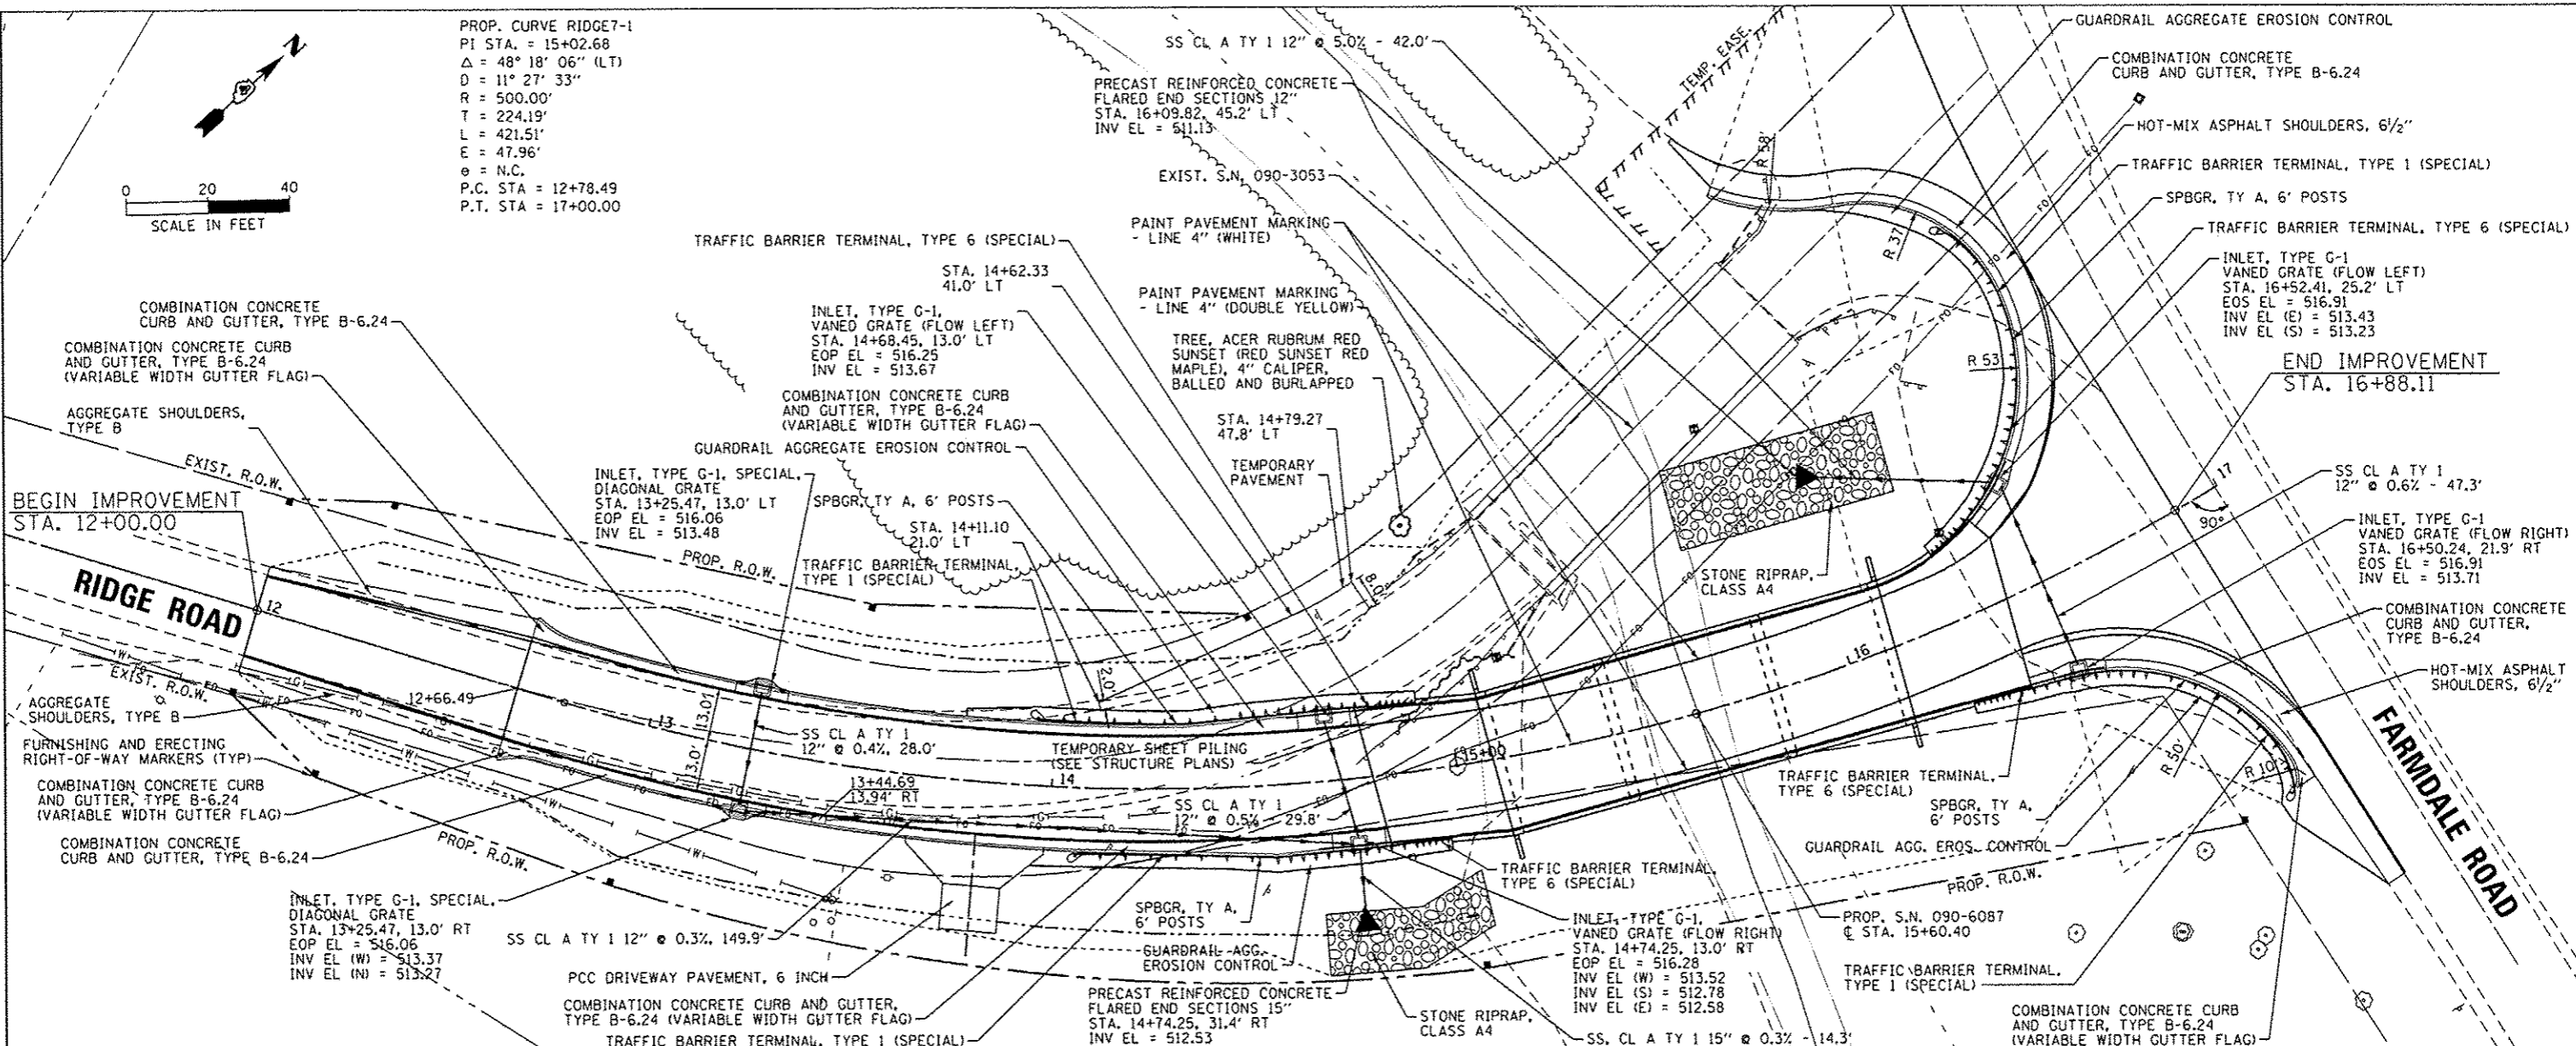 PROP. CURVE RIDGE7-1
PI STA. = 15+02.68
Δ = 48° 18' 06" (LT)
D = 11° 27' 33"
R = 500.00'
T = 224.19'
L = 421.51'
E = 47.96'
e = N.C.
P.C. STA = 12+78.49
P.T. STA = 17+00.00
N
0 20 40
SCALE IN FEET
COMBINATION CONCRETE
CURB AND GUTTER, TYPE B-6.24
COMBINATION CONCRETE CURB
AND GUTTER, TYPE B-6.24
(VARIABLE WIDTH GUTTER FLAG)
AGGREGATE SHOULDERS,
TYPE B
EXIST. R.O.W.
BEGIN IMPROVEMENT
STA. 12+00.00
RIDGE ROAD
12
EXIST. R.O.W.
12+66.49
AGGREGATE
SHOULDERS, TYPE B
FURNISHING AND ERECTING
RIGHT-OF-WAY MARKERS (TYP)
COMBINATION CONCRETE CURB
AND GUTTER, TYPE B-6.24
(VARIABLE WIDTH GUTTER FLAG)
COMBINATION CONCRETE
CURB AND GUTTER, TYPE B-6.24
PROP. R.O.W.
INLET, TYPE G-1, SPECIAL,
DIAGONAL GRATE
STA. 13+25.47, 13.0' RT
EOP EL = 516.06
INV EL (W) = 513.37
INV EL (N) = 513.27
SS CL A TY 1 12" @ 0.3%, 149.9'
PCC DRIVEWAY PAVEMENT, 6 INCH
COMBINATION CONCRETE CURB AND GUTTER,
TYPE B-6.24 (VARIABLE WIDTH GUTTER FLAG)
TRAFFIC BARRIER TERMINAL, TYPE 1 (SPECIAL)
TRAFFIC BARRIER TERMINAL, TYPE 6 (SPECIAL)
STA. 14+62.33
41.0' LT
INLET, TYPE G-1,
VANED GRATE (FLOW LEFT)
STA. 14+68.45, 13.0' LT
EOP EL = 516.25
INV EL = 513.67
COMBINATION CONCRETE CURB
AND GUTTER, TYPE B-6.24
(VARIABLE WIDTH GUTTER FLAG)
GUARDRAIL AGGREGATE EROSION CONTROL
INLET, TYPE G-1, SPECIAL,
DIAGONAL GRATE
STA. 13+25.47, 13.0' LT
EOP EL = 516.06
INV EL = 513.48
SPBGR, TY A, 6' POSTS
STA. 14+11.10
21.0' LT
TRAFFIC BARRIER TERMINAL,
TYPE 1 (SPECIAL)
PROP. R.O.W.
13
13.0'
13.0'
SS CL A TY 1
12" @ 0.4%, 28.0'
13+44.69
13.94' RT
2.0'
TEMPORARY SHEET PILING
(SEE STRUCTURE PLANS)
14
SS CL A TY 1
12" @ 0.5% - 29.8'
SPBGR, TY A,
6' POSTS
GUARDRAIL AGG.
EROSION CONTROL
PRECAST REINFORCED CONCRETE
FLARED END SECTIONS 15"
STA. 14+74.25, 31.4' RT
INV EL = 512.53
SS CL A TY 1 12" @ 5.0% - 42.0'
PRECAST REINFORCED CONCRETE
FLARED END SECTIONS 12"
STA. 16+09.82, 45.2' LT
INV EL = 511.13
EXIST. S.N. 090-3053
PAINT PAVEMENT MARKING
- LINE 4" (WHITE)
PAINT PAVEMENT MARKING
- LINE 4" (DOUBLE YELLOW)
TREE, ACER RUBRUM RED
SUNSET (RED SUNSET RED
MAPLE), 4" CALIPER,
BALLED AND BURLAPPED
STA. 14+79.27
47.8' LT
TEMPORARY
PAVEMENT
8.0'
15+00
TEMP. EASE.
R 58'
R 37'
R 53'
STONE RIPRAP,
CLASS A4
16
TRAFFIC BARRIER TERMINAL,
TYPE 6 (SPECIAL)
STONE RIPRAP,
CLASS A4
INLET, TYPE G-1,
VANED GRATE (FLOW RIGHT)
STA. 14+74.25, 13.0' RT
EOP EL = 516.28
INV EL (W) = 513.52
INV EL (S) = 512.78
INV EL (E) = 512.58
SS, CL A TY 1 15" @ 0.3% - 14.3'
GUARDRAIL AGGREGATE EROSION CONTROL
COMBINATION CONCRETE
CURB AND GUTTER, TYPE B-6.24
HOT-MIX ASPHALT SHOULDERS, 6 1/2"
TRAFFIC BARRIER TERMINAL, TYPE 1 (SPECIAL)
SPBGR, TY A, 6' POSTS
TRAFFIC BARRIER TERMINAL, TYPE 6 (SPECIAL)
INLET, TYPE G-1
VANED GRATE (FLOW LEFT)
STA. 16+52.41, 25.2' LT
EOS EL = 516.91
INV EL (E) = 513.43
INV EL (S) = 513.23
END IMPROVEMENT
STA. 16+88.11
17
90°
SS CL A TY 1
12" @ 0.6% - 47.3'
INLET, TYPE G-1
VANED GRATE (FLOW RIGHT)
STA. 16+50.24, 21.9' RT
EOS EL = 516.91
INV EL = 513.71
COMBINATION CONCRETE
CURB AND GUTTER,
TYPE B-6.24
HOT-MIX ASPHALT
SHOULDERS, 6 1/2"
FARMDALE ROAD
R 50'
R 10'
TRAFFIC BARRIER TERMINAL,
TYPE 6 (SPECIAL)
SPBGR, TY A,
6' POSTS
GUARDRAIL AGG. EROS. CONTROL
PROP. R.O.W.
PROP. S.N. 090-6087
℄ STA. 15+60.40
TRAFFIC BARRIER TERMINAL,
TYPE 1 (SPECIAL)
COMBINATION CONCRETE CURB
AND GUTTER, TYPE B-6.24
(VARIABLE WIDTH GUTTER FLAG)